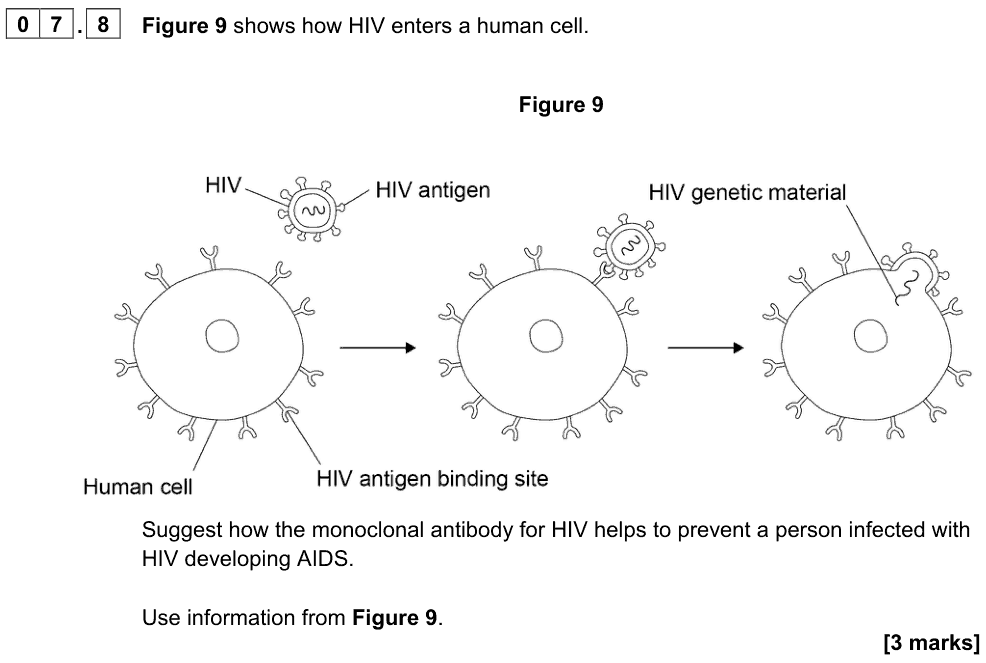 0 7 . 8 Figure 9 shows how HIV enters a human cell.
Figure 9
HIV
HIV antigen
HIV genetic material
Human cell
HIV antigen binding site
Suggest how the monoclonal antibody for HIV helps to prevent a person infected with
HIV developing AIDS.
Use information from Figure 9.
[3 marks]